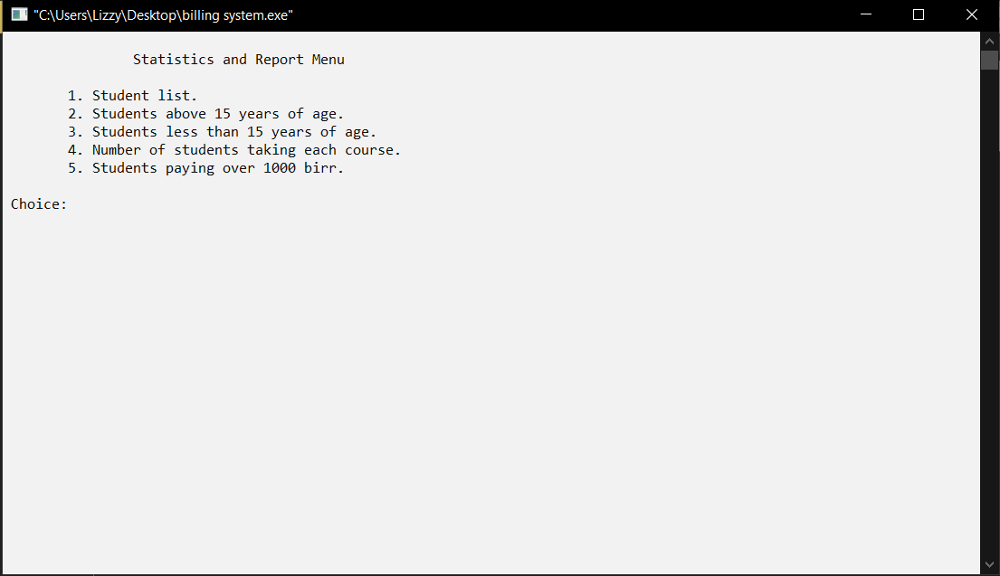 "C:\Users\Lizzy\Desktop\billing system.exe"
Statistics and Report Menu
1. Student list.
2. Students above 15 years of age.
3. Students less than 15 years of age.
4. Number of students taking each course.
5. Students paying over 1000 birr.
Choice: